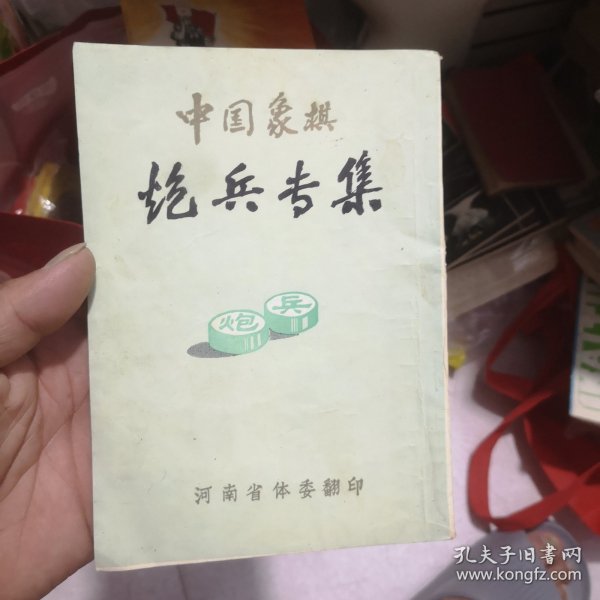 中国象棋
炮兵专集
炮 兵
河南省体委翻印
孔夫子旧书网
www.kongfz.com